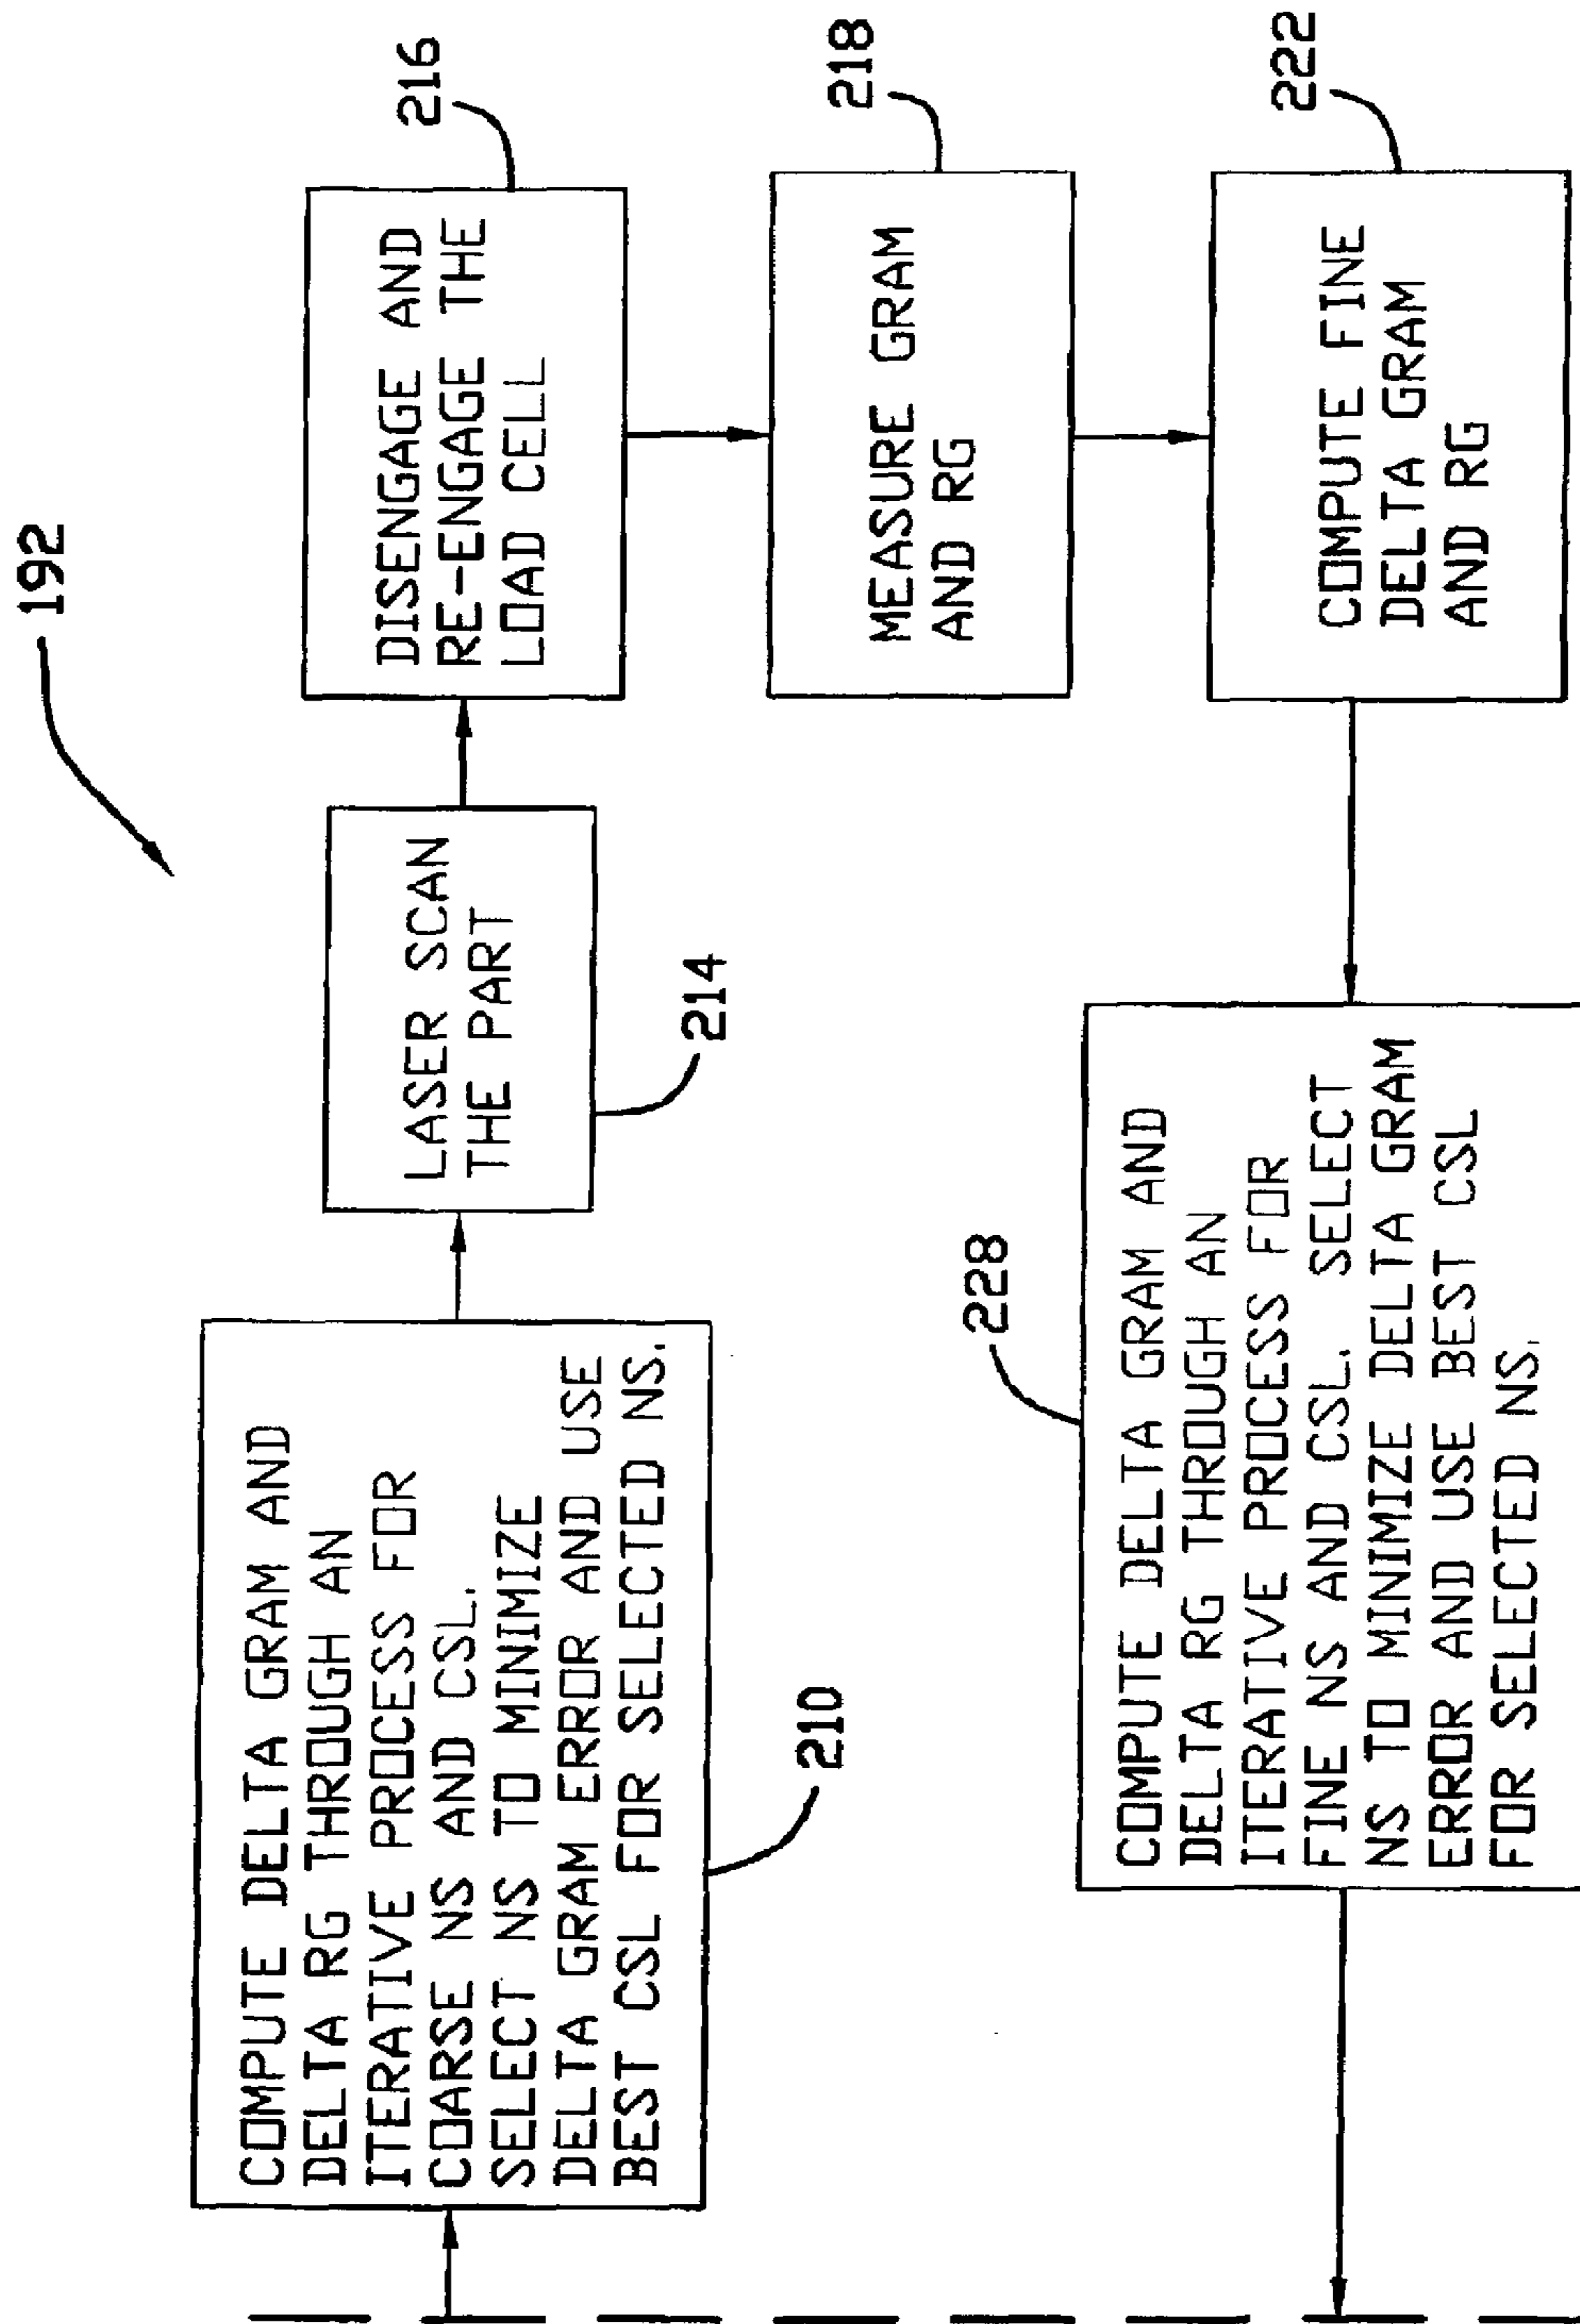 192
COMPUTE DELTA GRAM AND
DELTA RG THROUGH AN
ITERATIVE PROCESS FOR
COARSE NS AND CSL.
SELECT NS TO MINIMIZE
DELTA GRAM ERROR AND USE
BEST CSL FOR SELECTED NS.
210
LASER SCAN
THE PART
214
DISENGAGE AND
RE-ENGAGE THE
LOAD CELL
216
MEASURE GRAM
AND RG
218
COMPUTE FINE
DELTA GRAM
AND RG
222
COMPUTE DELTA GRAM AND
DELTA RG THROUGH AN
ITERATIVE PROCESS FOR
FINE NS AND CSL. SELECT
NS TO MINIMIZE DELTA GRAM
ERROR AND USE BEST CSL
FOR SELECTED NS.
228